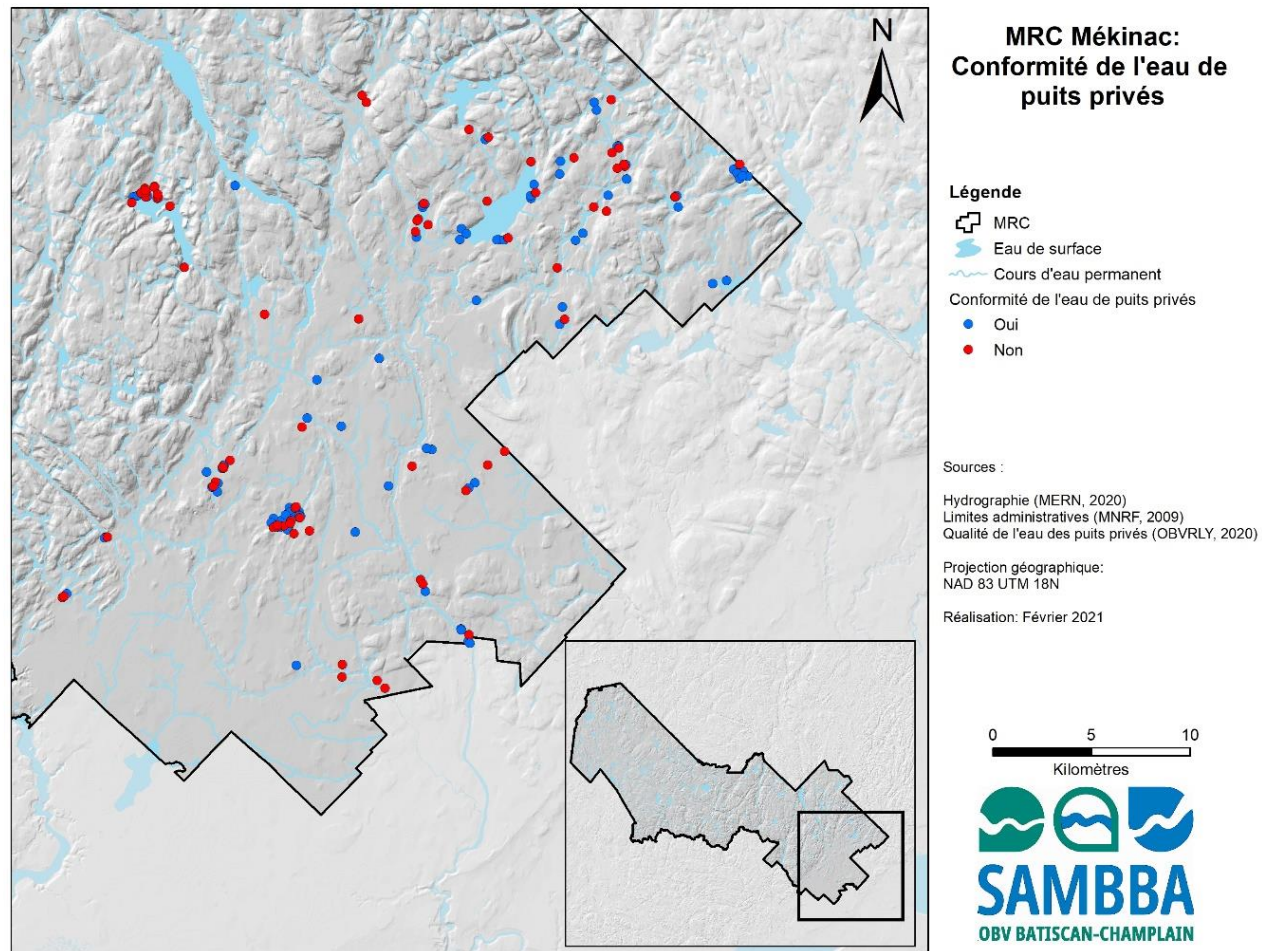 N
MRC Mékinac:
Conformité de l'eau de
puits privés
Légende
MRC
Eau de surface
Cours d'eau permanent
Conformité de l'eau de puits privés
Oui
Non
Sources :
Hydrographie (MERN, 2020)
Limites administratives (MNRF, 2009)
Qualité de l'eau des puits privés (OBVRLY, 2020)
Projection géographique:
NAD 83 UTM 18N
Réalisation: Février 2021
0 5 10
Kilomètres
SAMBBA
OBV BATISCAN-CHAMPLAIN